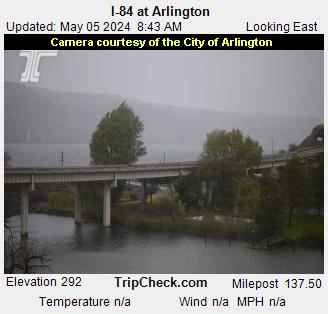 I-84 at Arlington
Updated: May 05 2024 8:43 AM Looking East
Camera courtesy of the City of Arlington
Elevation 292 TripCheck.com Milepost 137.50
Temperature n/a Wind n/a MPH n/a